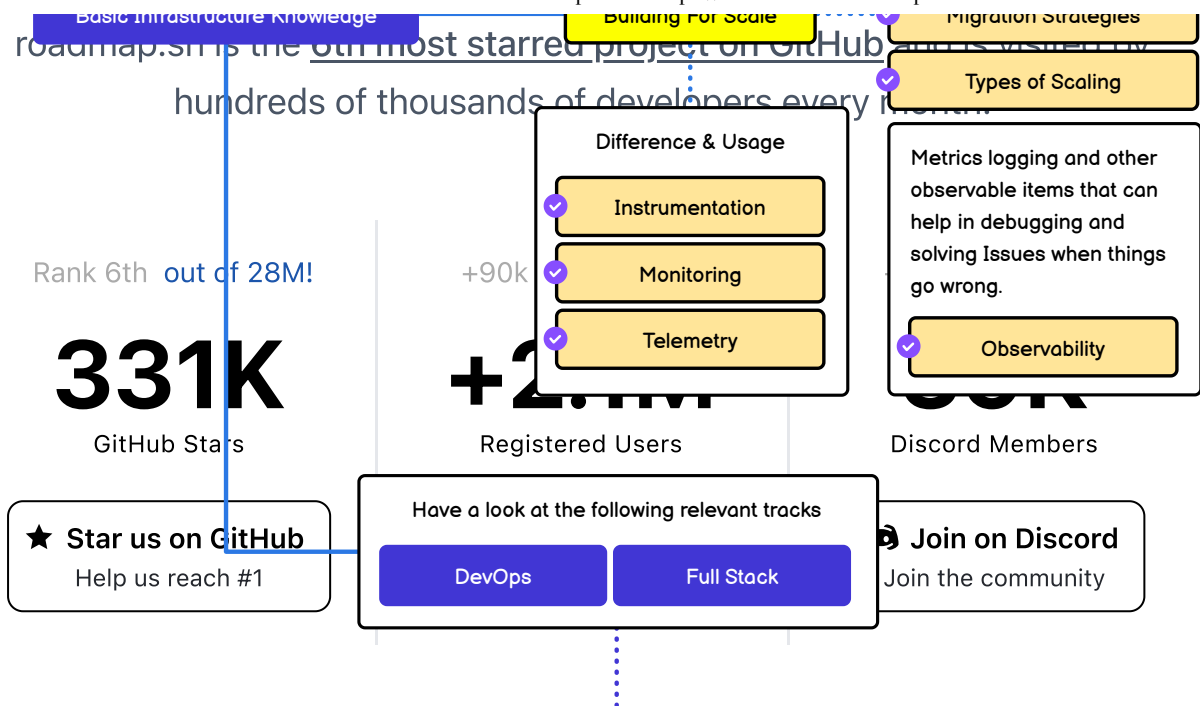 Basic Infrastructure Knowledge
Building For Scale
Migration Strategies
roadmap.sh is the 6th most starred project on GitHub and is visited by
Types of Scaling
hundreds of thousands of developers every month.
Difference & Usage
Instrumentation
Monitoring
Telemetry
Metrics logging and other
observable items that can
help in debugging and
solving Issues when things
go wrong.
Observability
Rank 6th out of 28M!
+90k
331K
GitHub Stars
Registered Users
Discord Members
Have a look at the following relevant tracks
DevOps
Full Stack
Star us on GitHub
Help us reach #1
Join on Discord
Join the community